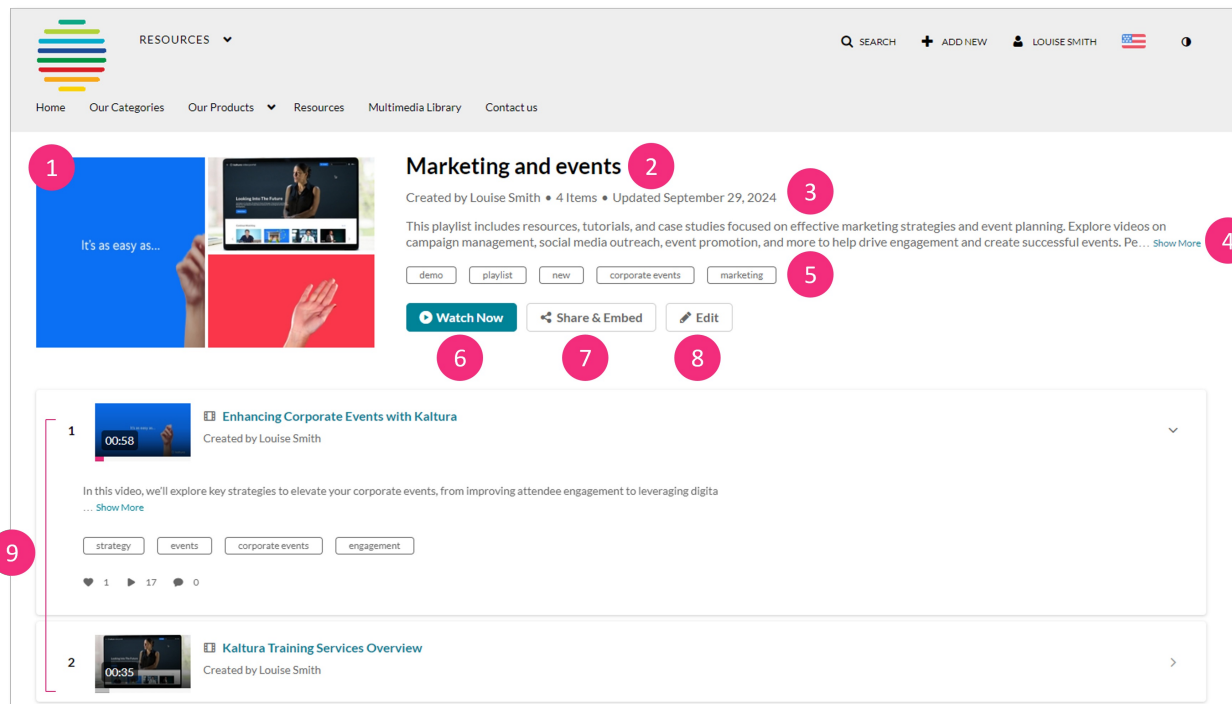 RESOURCES
SEARCH
ADD NEW
LOUISE SMITH
Home Our Categories Our Products Resources Multimedia Library Contact us
1
It's as easy as...
Looking Into The Future
Marketing and events 2
Created by Louise Smith • 4 Items • Updated September 29, 2024 3
This playlist includes resources, tutorials, and case studies focused on effective marketing strategies and event planning. Explore videos on
campaign management, social media outreach, event promotion, and more to help drive engagement and create successful events. Pe... Show More 4
demo playlist new corporate events marketing 5
Watch Now Share & Embed Edit
6 7 8
9
1
00:58
Enhancing Corporate Events with Kaltura
Created by Louise Smith
In this video, we'll explore key strategies to elevate your corporate events, from improving attendee engagement to leveraging digita
... Show More
strategy events corporate events engagement
1 17 0
2
00:35
Kaltura Training Services Overview
Created by Louise Smith